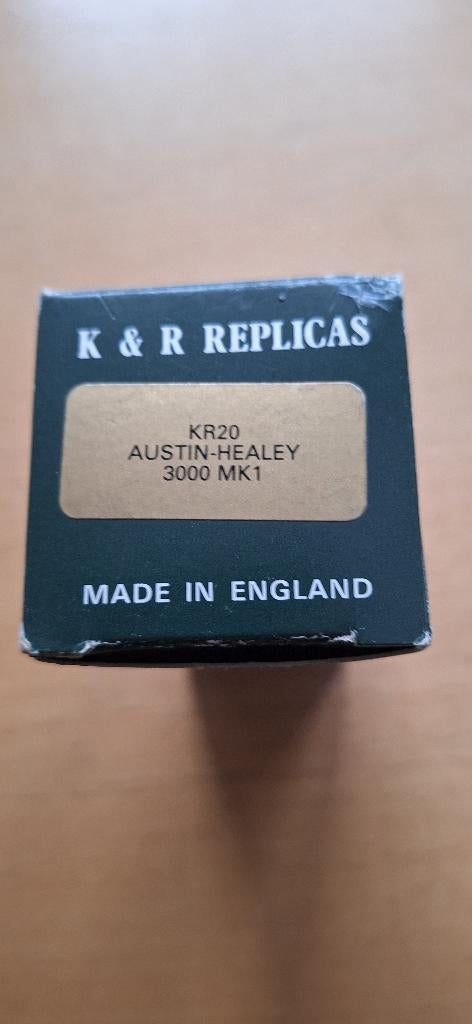 K & R REPLICAS
KR20
AUSTIN-HEALEY
3000 MK1
MADE IN ENGLAND